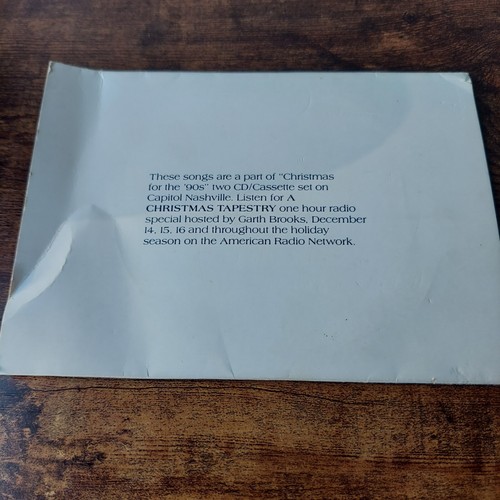 These songs are a part of "Christmas
for the '90s" two CD/Cassette set on
Capitol Nashville. Listen for A
CHRISTMAS TAPESTRY one hour radio
special hosted by Garth Brooks, December
14, 15, 16 and throughout the holiday
season on the American Radio Network.